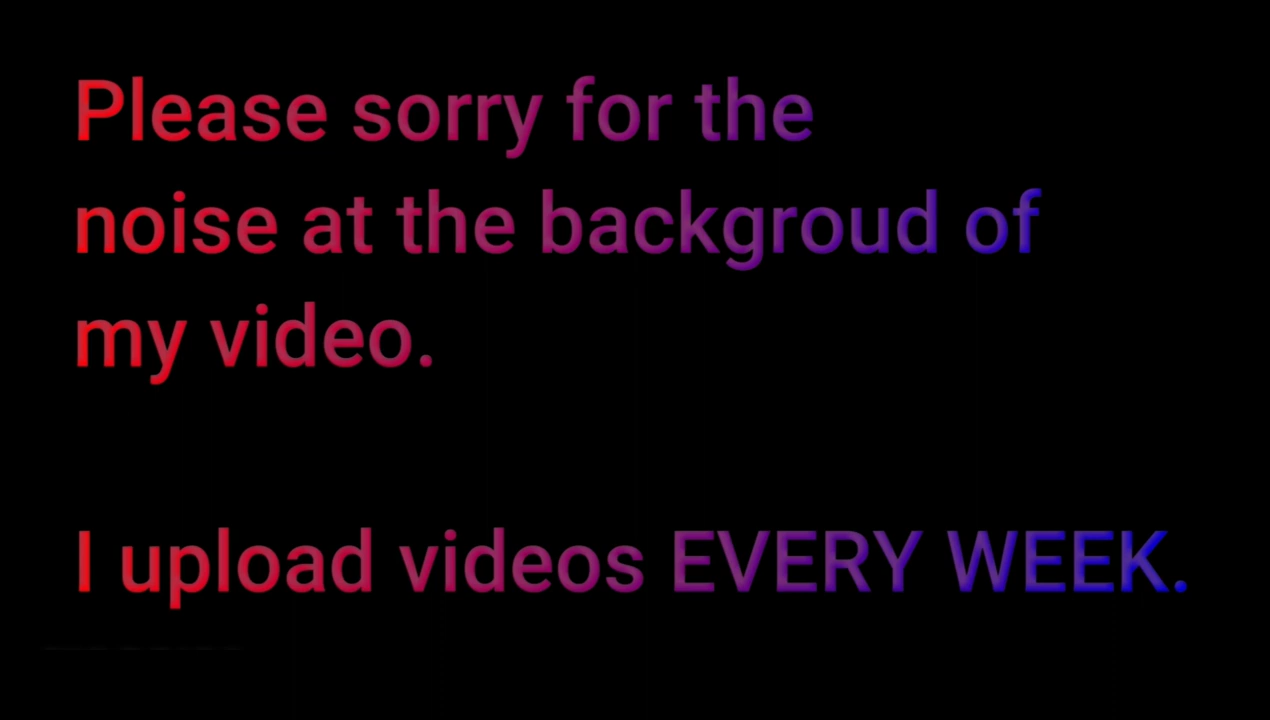 Please sorry for the
noise at the backgroud of
my video.
I upload videos EVERY WEEK.